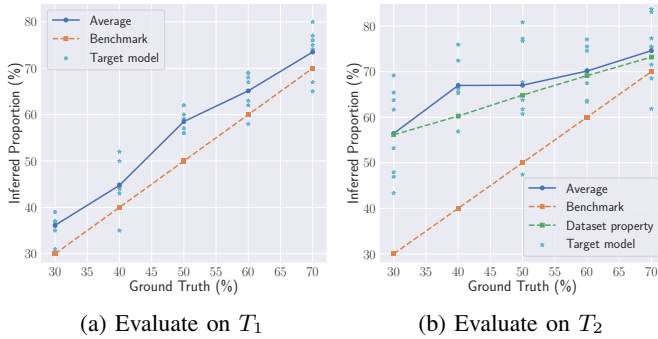 Average
Benchmark
Target model
80
70
60
50
40
30
Inferred Proportion (%)
30 35 40 45 50 55 60 65 70
Ground Truth (%)
(a) Evaluate on T₁
80
70
60
50
40
30
Inferred Proportion (%)
Average
Benchmark
Dataset property
Target model
30 35 40 45 50 55 60 65 70
Ground Truth (%)
(b) Evaluate on T₂